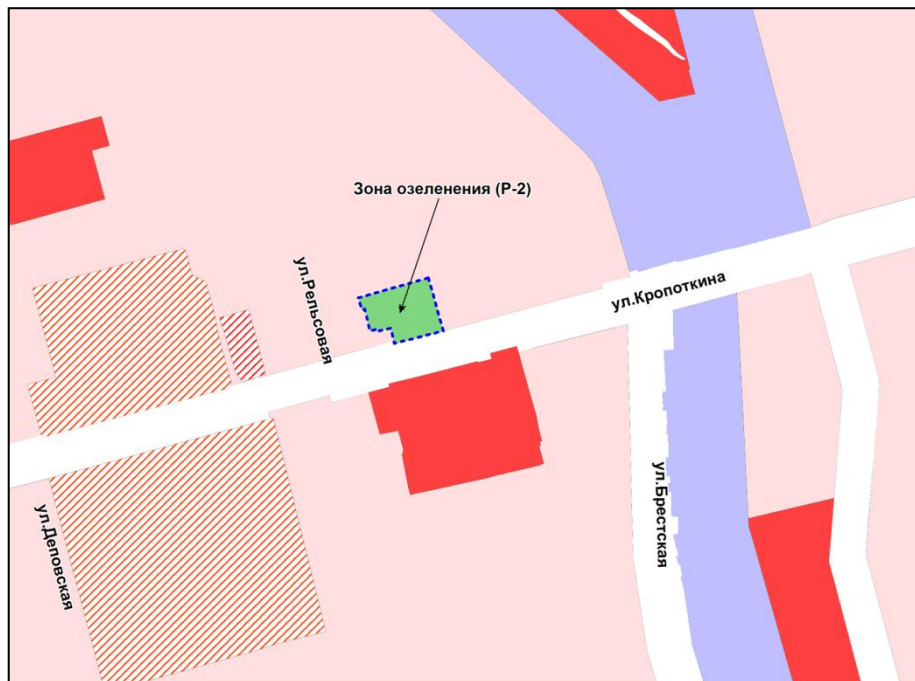 Зона озеленения (Р-2)
ул.Рельсовая
ул.Кропоткина
ул.Брестская
ул.Деповская